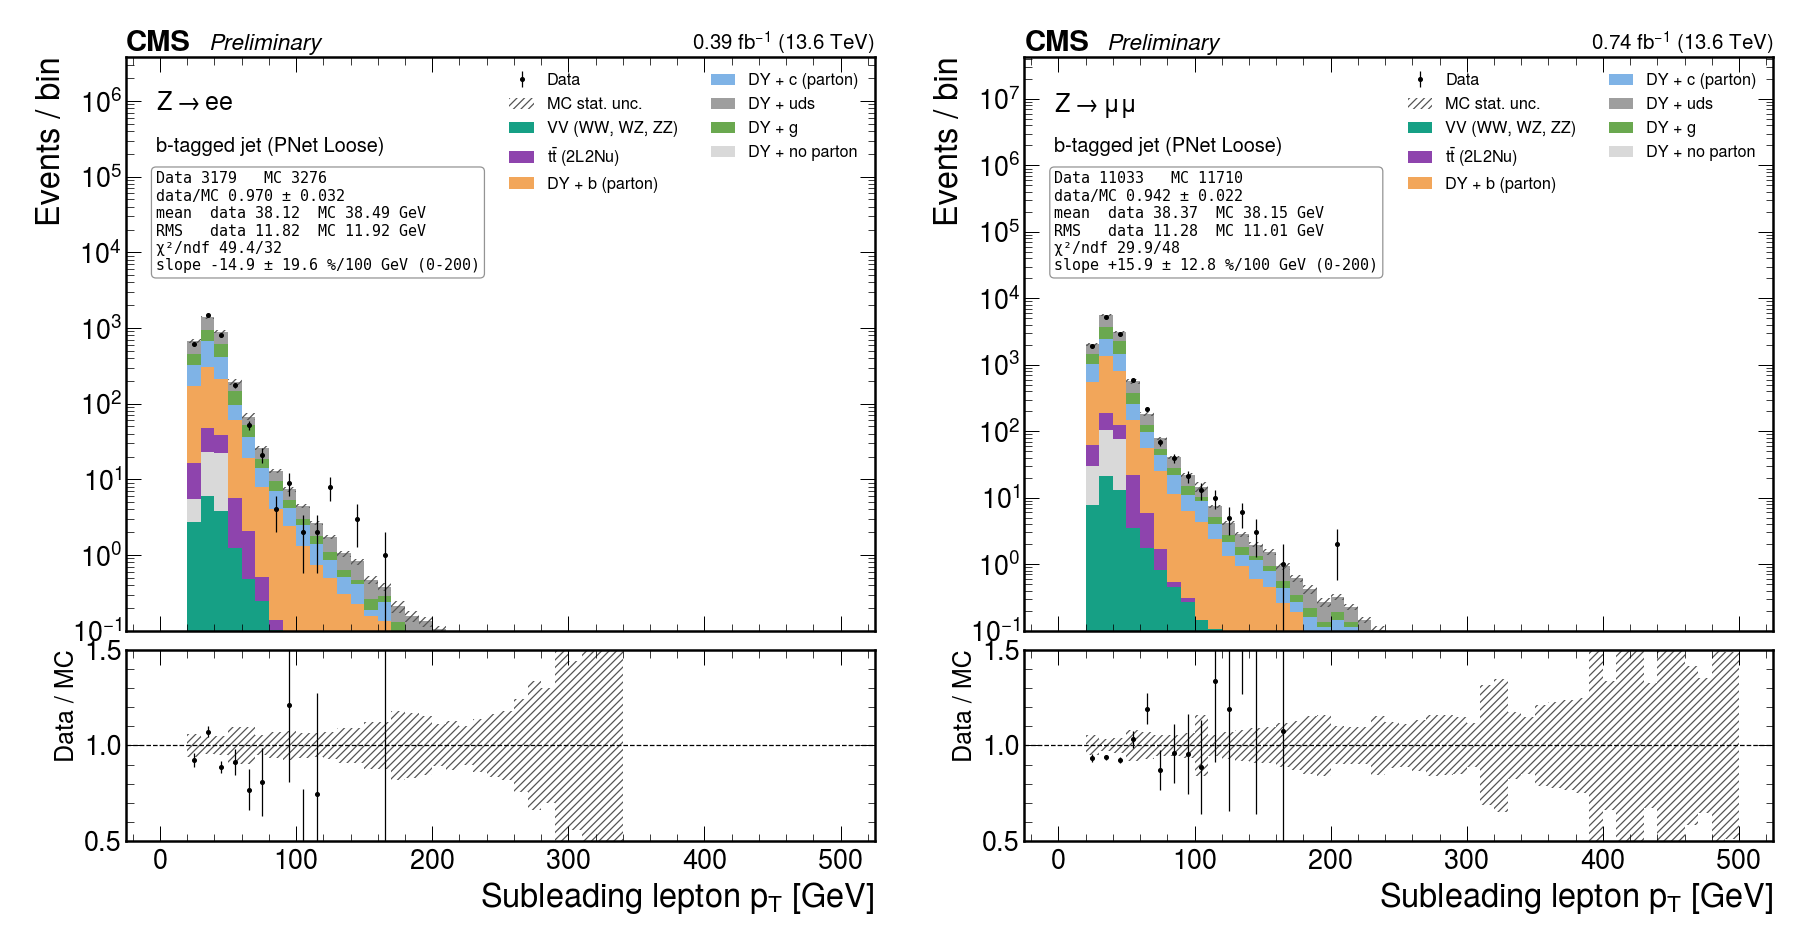 CMS Preliminary 0.39 fb⁻¹ (13.6 TeV)
Events / bin
10⁶
10⁵
10⁴
10³
10²
10¹
10⁰
10⁻¹
Z → ee
b-tagged jet (PNet Loose)
Data 3179   MC 3276
data/MC 0.970 ± 0.032
mean  data 38.12  MC 38.49 GeV
RMS   data 11.82  MC 11.92 GeV
χ²/ndf 49.4/32
slope -14.9 ± 19.6 %/100 GeV (0-200)
Data
MC stat. unc.
VV (WW, WZ, ZZ)
tt̄ (2L2Nu)
DY + b (parton)
DY + c (parton)
DY + uds
DY + g
DY + no parton
Data / MC
1.5
1.0
0.5
0 100 200 300 400 500
Subleading lepton p_T [GeV]
CMS Preliminary 0.74 fb⁻¹ (13.6 TeV)
Events / bin
10⁷
10⁶
10⁵
10⁴
10³
10²
10¹
10⁰
10⁻¹
Z → μμ
b-tagged jet (PNet Loose)
Data 11033   MC 11710
data/MC 0.942 ± 0.022
mean  data 38.37  MC 38.15 GeV
RMS   data 11.28  MC 11.01 GeV
χ²/ndf 29.9/48
slope +15.9 ± 12.8 %/100 GeV (0-200)
Data
MC stat. unc.
VV (WW, WZ, ZZ)
tt̄ (2L2Nu)
DY + b (parton)
DY + c (parton)
DY + uds
DY + g
DY + no parton
Data / MC
1.5
1.0
0.5
0 100 200 300 400 500
Subleading lepton p_T [GeV]